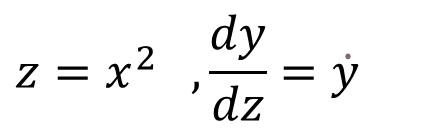 z = x² ,dy/dz = ẏ